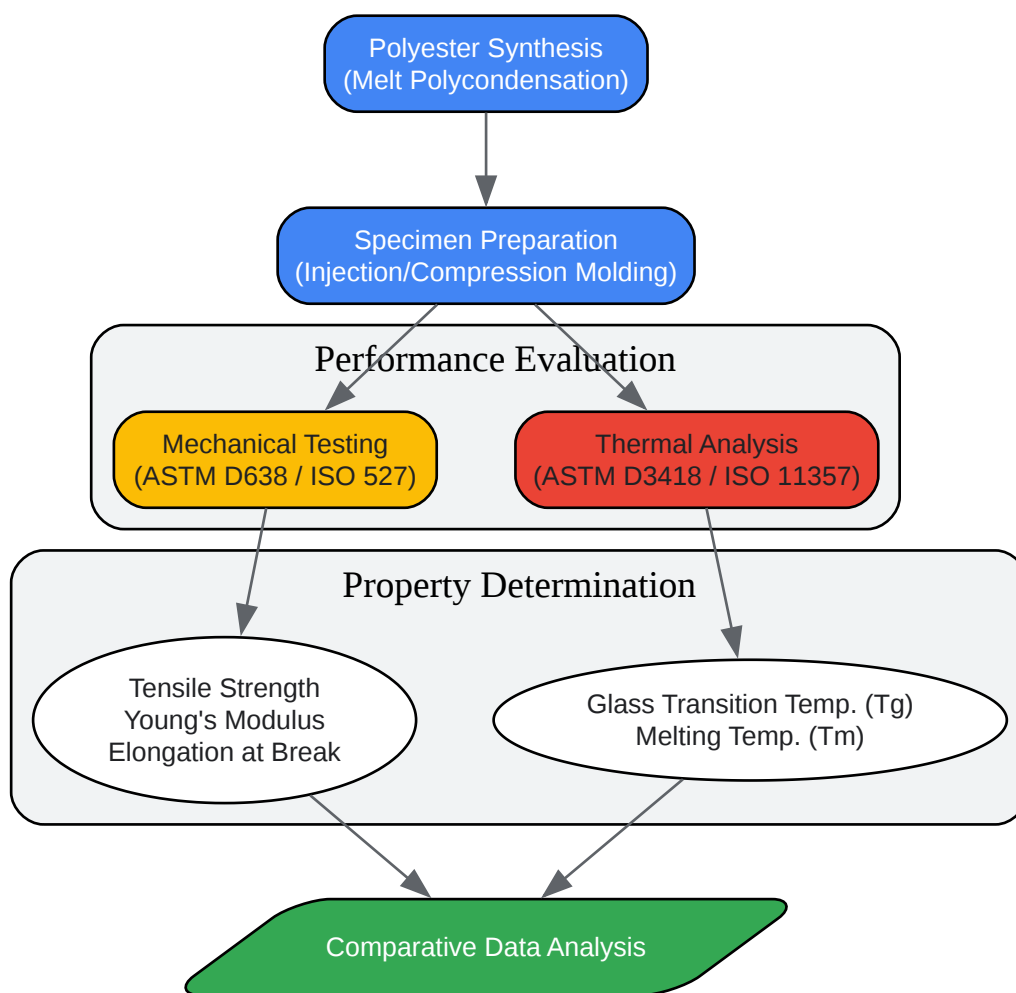 Polyester Synthesis
(Melt Polycondensation)
Specimen Preparation
(Injection/Compression Molding)
Performance Evaluation
Mechanical Testing
(ASTM D638 / ISO 527)
Thermal Analysis
(ASTM D3418 / ISO 11357)
Property Determination
Tensile Strength
Young's Modulus
Elongation at Break
Glass Transition Temp. (Tg)
Melting Temp. (Tm)
Comparative Data Analysis